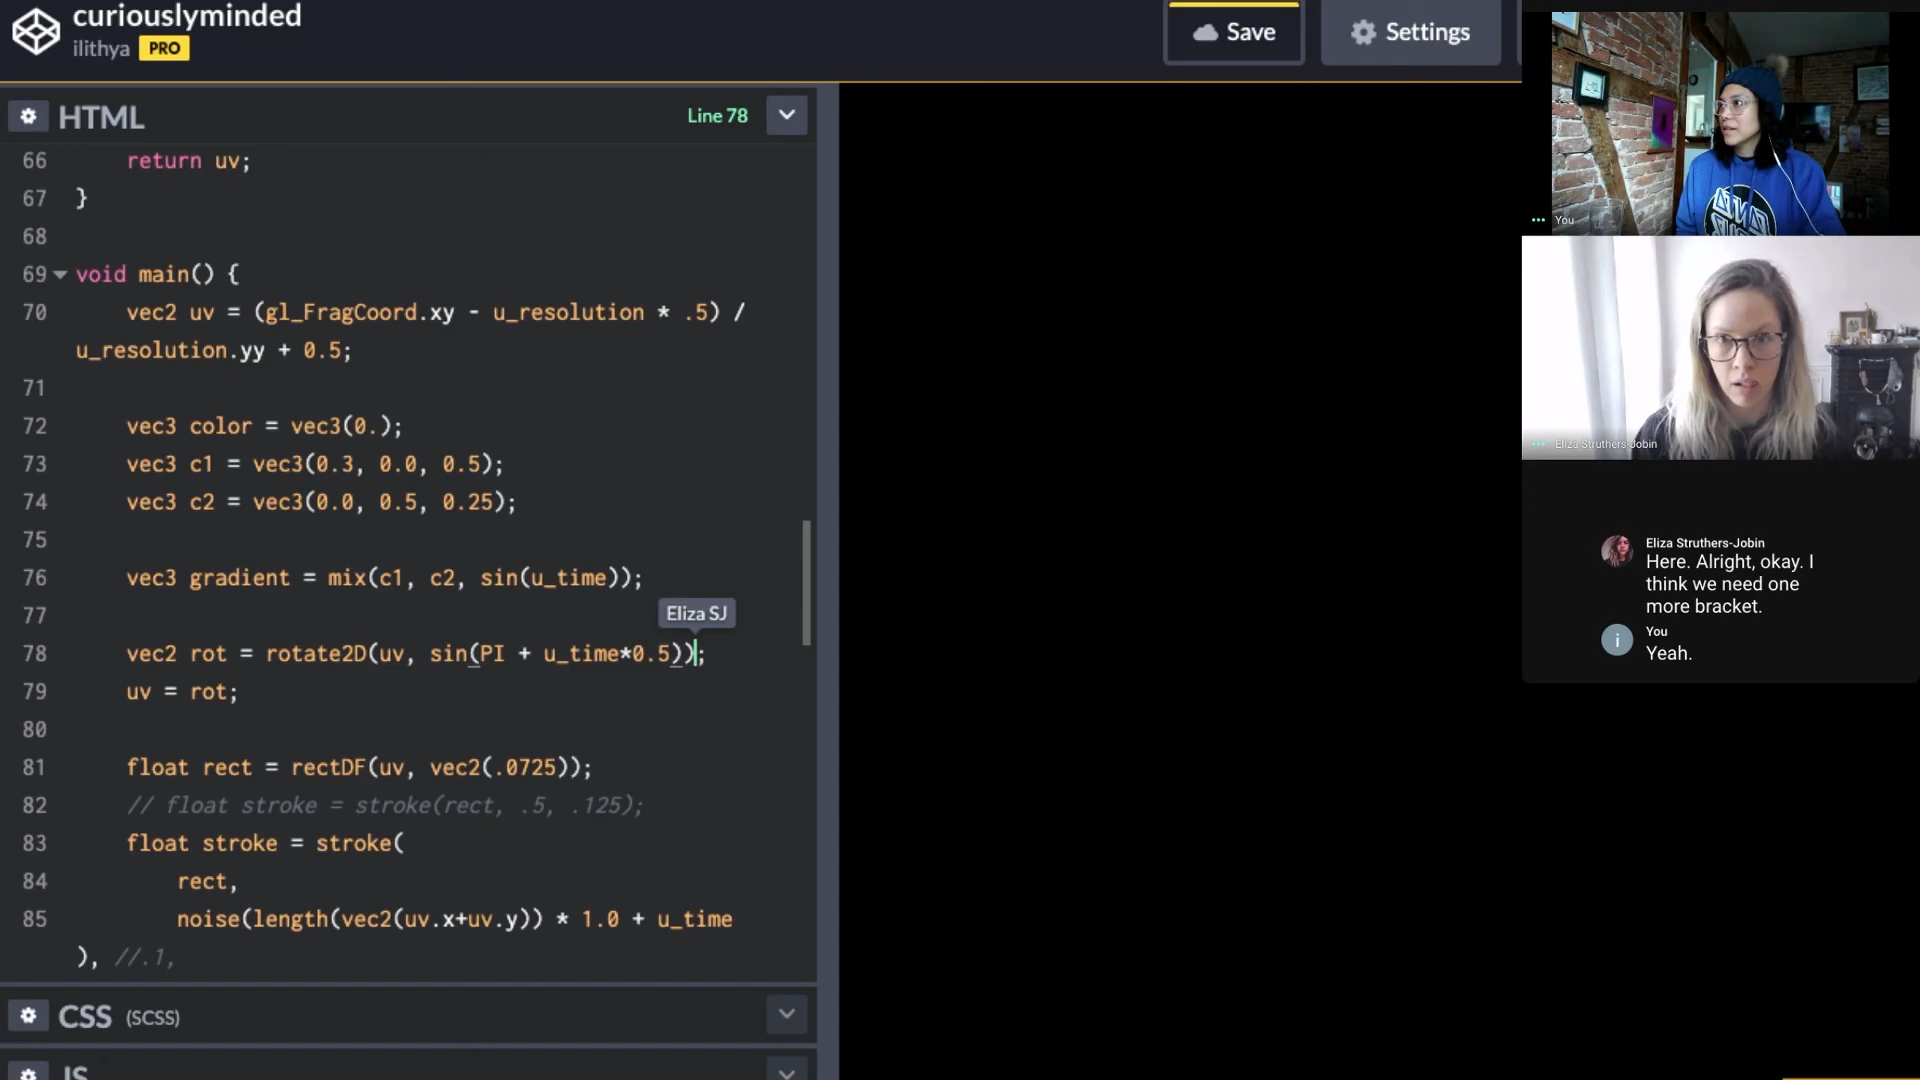 curiouslyminded
ilithya PRO
Save
Settings
HTML
Line 78
66 return uv;
67 }
68
69 void main() {
70 vec2 uv = (gl_FragCoord.xy - u_resolution * .5) /
u_resolution.yy + 0.5;
71
72 vec3 color = vec3(0.);
73 vec3 c1 = vec3(0.3, 0.0, 0.5);
74 vec3 c2 = vec3(0.0, 0.5, 0.25);
75
76 vec3 gradient = mix(c1, c2, sin(u_time));
77
Eliza SJ
78 vec2 rot = rotate2D(uv, sin(PI + u_time*0.5));
79 uv = rot;
80
81 float rect = rectDF(uv, vec2(.0725));
82 // float stroke = stroke(rect, .5, .125);
83 float stroke = stroke(
84 rect,
85 noise(length(vec2(uv.x+uv.y)) * 1.0 + u_time
), //.1,
CSS (SCSS)
JS
You
Eliza Struthers-Jobin
Eliza Struthers-Jobin
Here. Alright, okay. I
think we need one
more bracket.
i
You
Yeah.